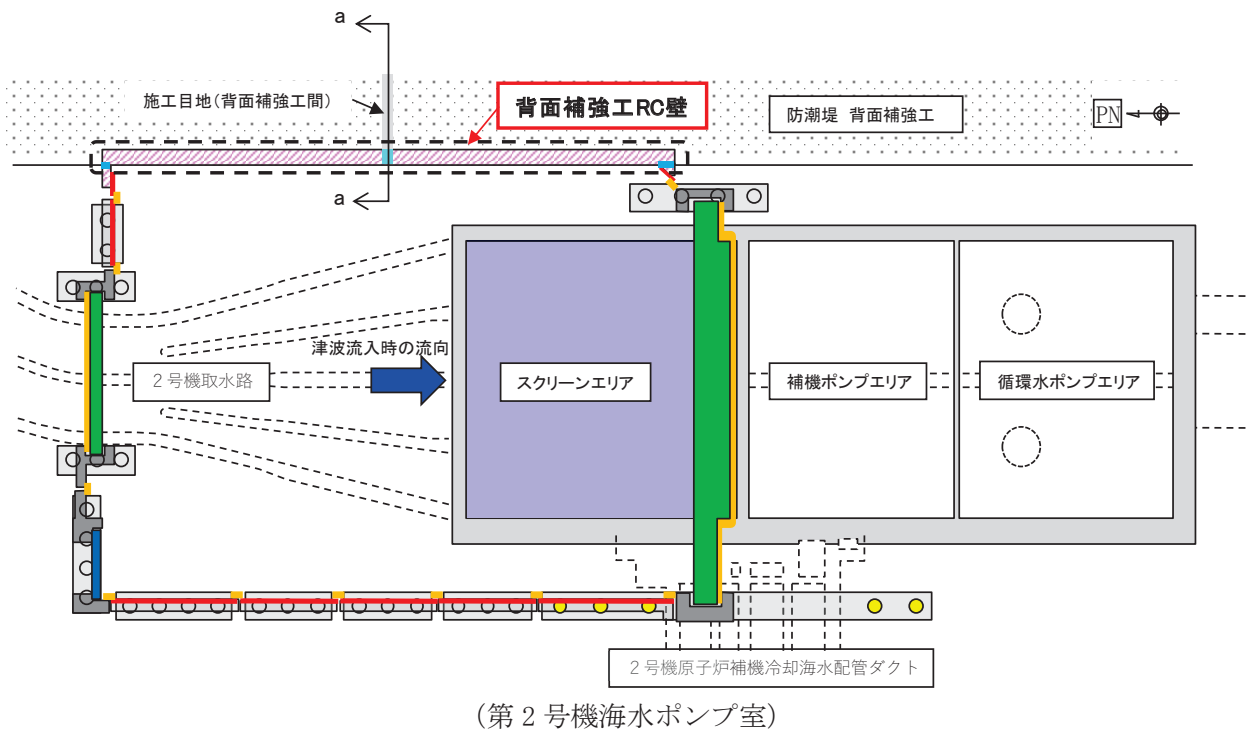 a
施工目地(背面補強工間)
背面補強工RC壁
防潮堤 背面補強工
PN
a
津波流入時の流向
2号機取水路
スクリーンエリア
補機ポンプエリア
循環水ポンプエリア
2号機原子炉補機冷却海水配管ダクト
(第2号機海水ポンプ室)